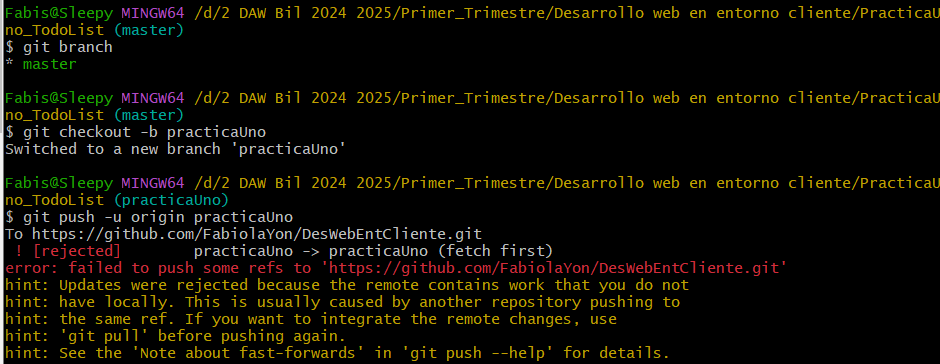 Fabis@Sleepy MINGW64 /d/2 DAW Bil 2024 2025/Primer_Trimestre/Desarrollo web en entorno cliente/PracticaU
no_TodoList (master)
$ git branch
* master
Fabis@Sleepy MINGW64 /d/2 DAW Bil 2024 2025/Primer_Trimestre/Desarrollo web en entorno cliente/PracticaU
no_TodoList (master)
$ git checkout -b practicaUno
Switched to a new branch 'practicaUno'
Fabis@Sleepy MINGW64 /d/2 DAW Bil 2024 2025/Primer_Trimestre/Desarrollo web en entorno cliente/PracticaU
no_TodoList (practicaUno)
$ git push -u origin practicaUno
To https://github.com/FabiolaYon/DesWebEntCliente.git
 ! [rejected]        practicaUno -> practicaUno (fetch first)
error: failed to push some refs to 'https://github.com/FabiolaYon/DesWebEntCliente.git'
hint: Updates were rejected because the remote contains work that you do not
hint: have locally. This is usually caused by another repository pushing to
hint: the same ref. If you want to integrate the remote changes, use
hint: 'git pull' before pushing again.
hint: See the 'Note about fast-forwards' in 'git push --help' for details.